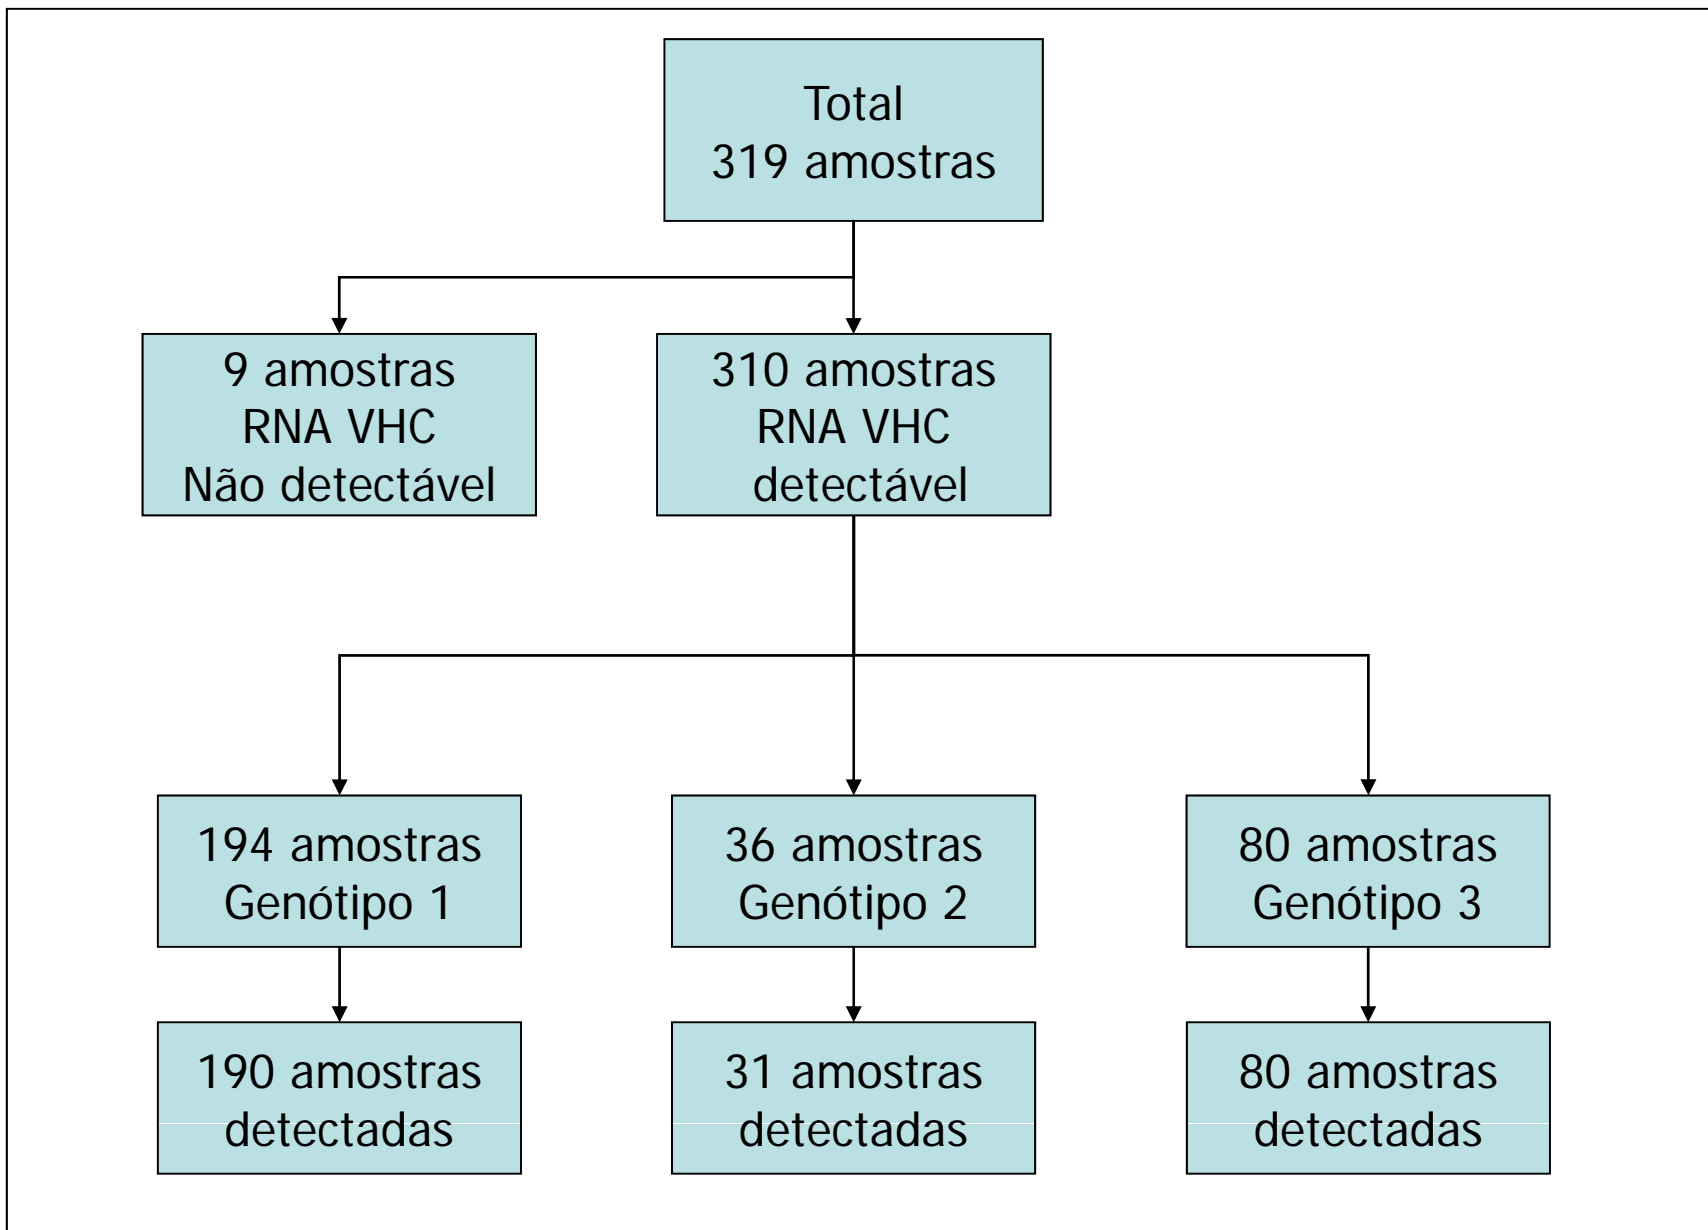 Total
319 amostras
9 amostras
RNA VHC
Não detectável
310 amostras
RNA VHC
detectável
194 amostras
Genótipo 1
36 amostras
Genótipo 2
80 amostras
Genótipo 3
190 amostras
detectadas
31 amostras
detectadas
80 amostras
detectadas